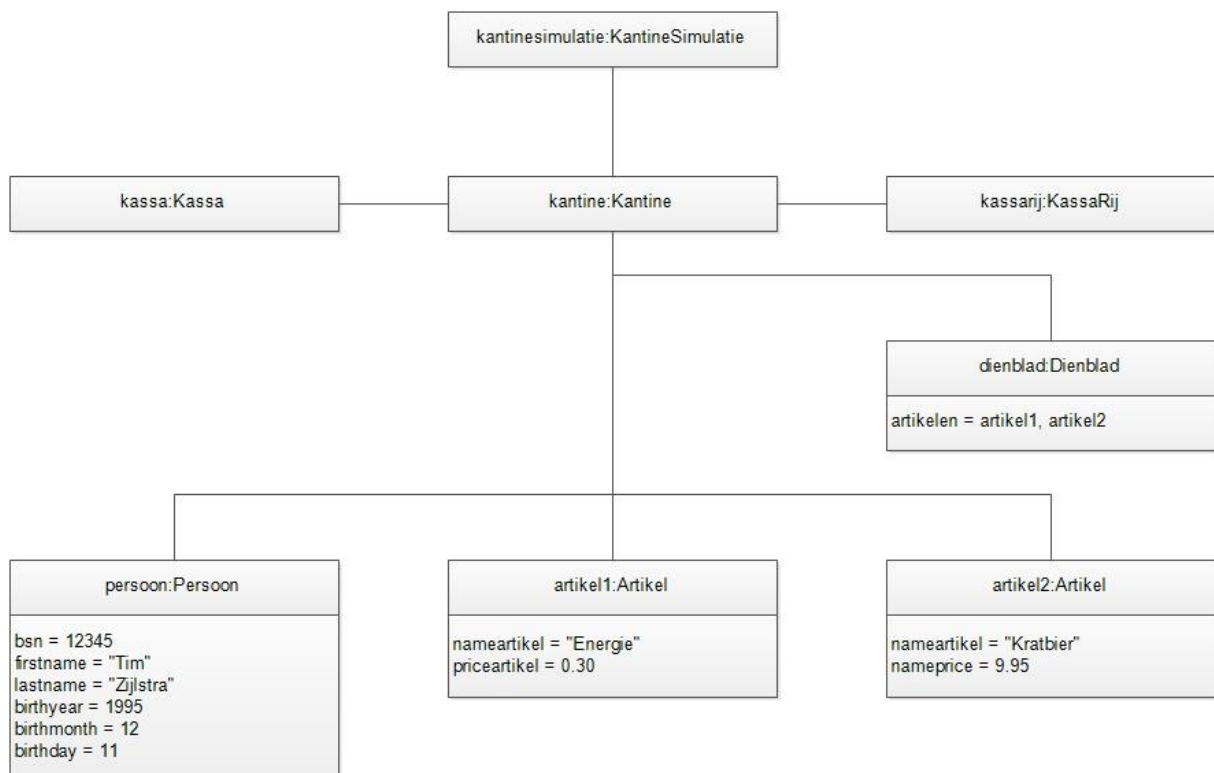 kantinesimulatie:KantineSimulatie
kassa:Kassa
kantine:Kantine
kassarij:KassaRij
dienblad:Dienblad
artikelen = artikel1, artikel2
persoon:Persoon
bsn = 12345
firstname = "Tim"
lastname = "Zijlstra"
birthyear = 1995
birthmonth = 12
birthday = 11
artikel1:Artikel
nameartikel = "Energie"
priceartikel = 0.30
artikel2:Artikel
nameartikel = "Kratbier"
nameprice = 9.95